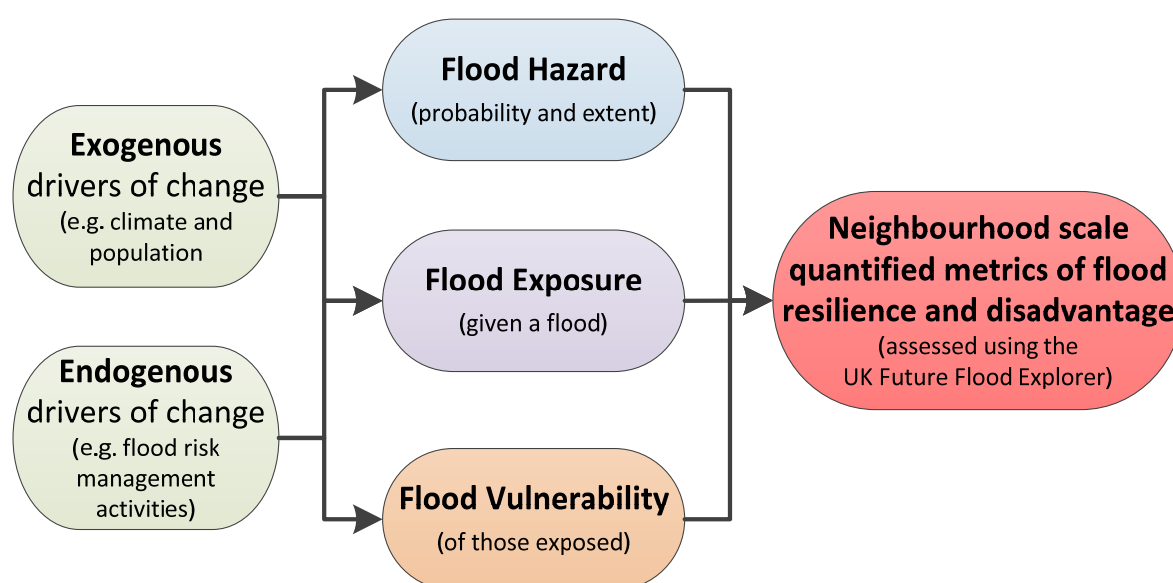 Flood Hazard
(probability and extent)
Exogenous
drivers of change
(e.g. climate and
population
Neighbourhood scale
quantified metrics of flood
resilience and disadvantage
(assessed using the
UK Future Flood Explorer)
Flood Exposure
(given a flood)
Endogenous
drivers of change
(e.g. flood risk
management
activities)
Flood Vulnerability
(of those exposed)